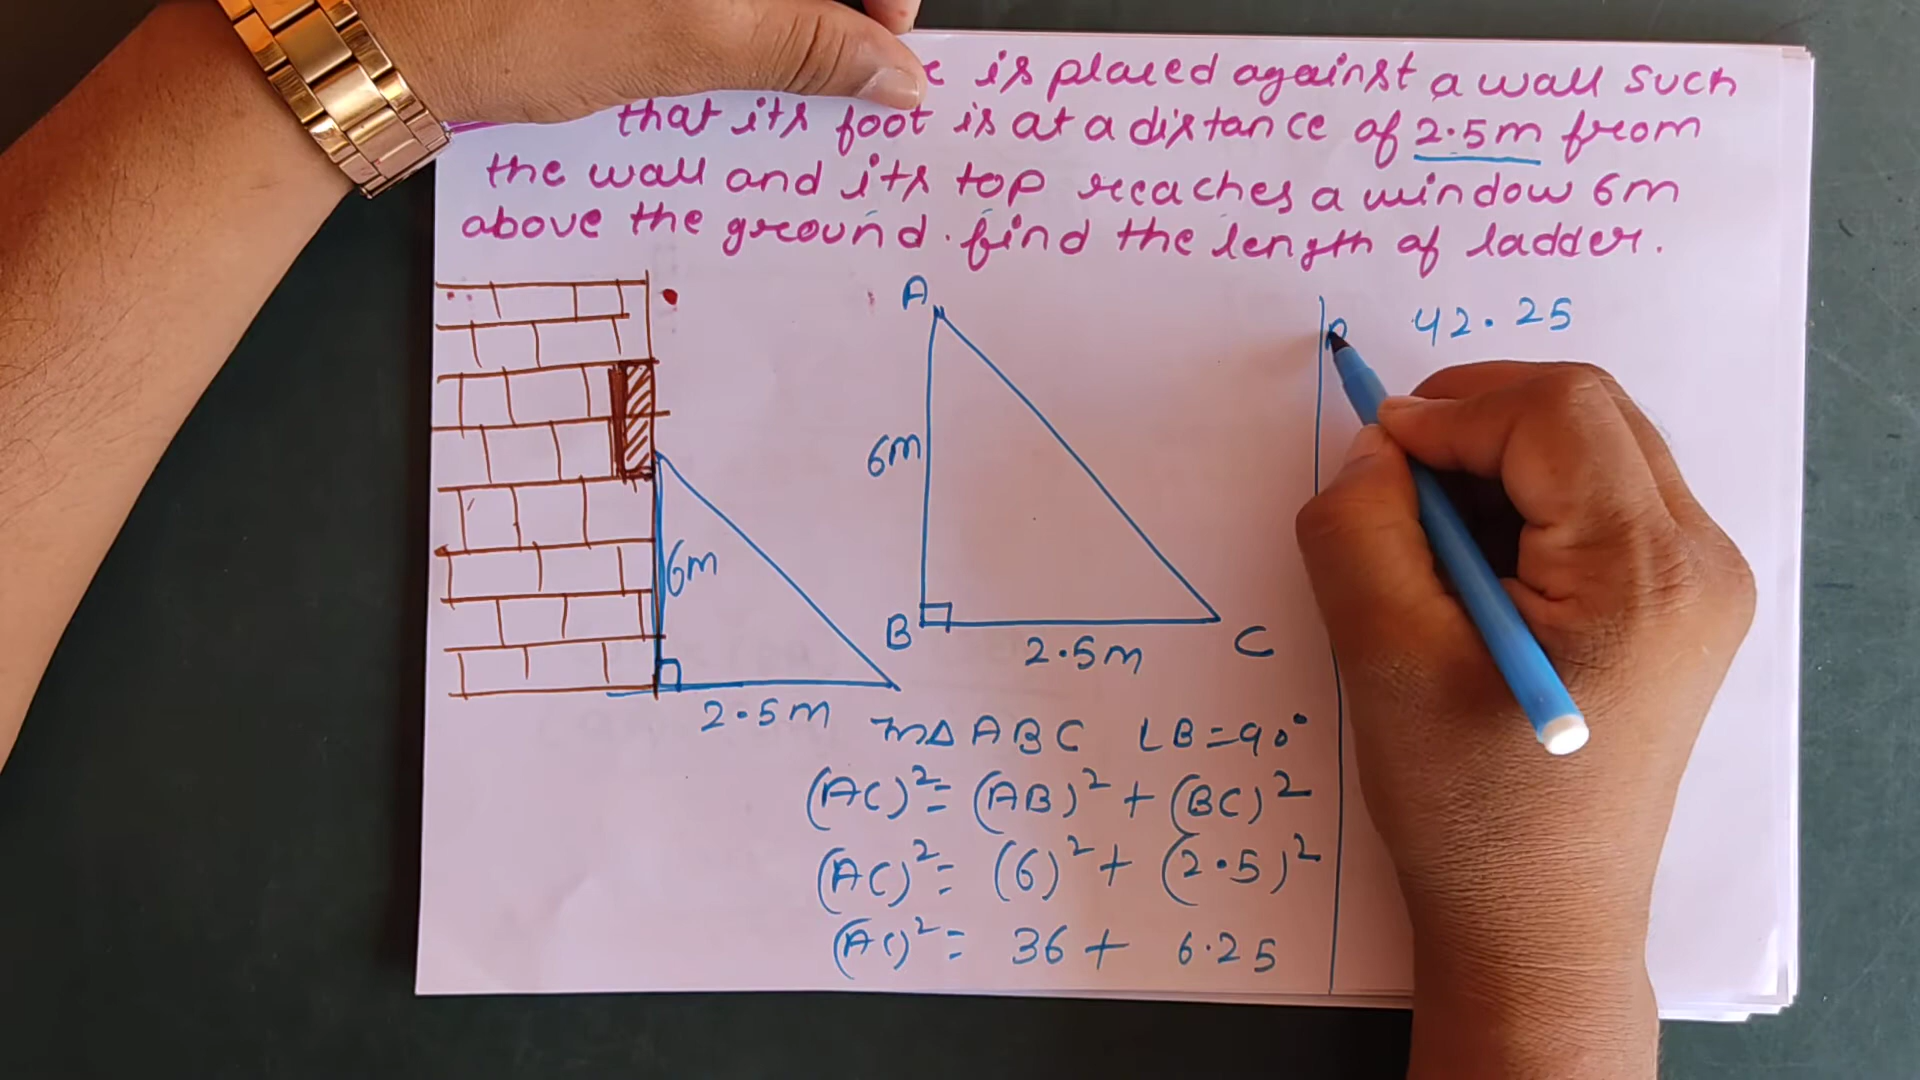 is placed against a wall such
that its foot is at a distance of 2.5m from
the wall and its top reaches a window 6m
above the ground. find the length of ladder.
6m
2.5m
A
6m
B
2.5m
C
In △ ABC ∠B=90°
(AC)²= (AB)² + (BC)²
(AC)²= (6)² + (2.5)²
(AC)²= 36 + 6.25
42.25